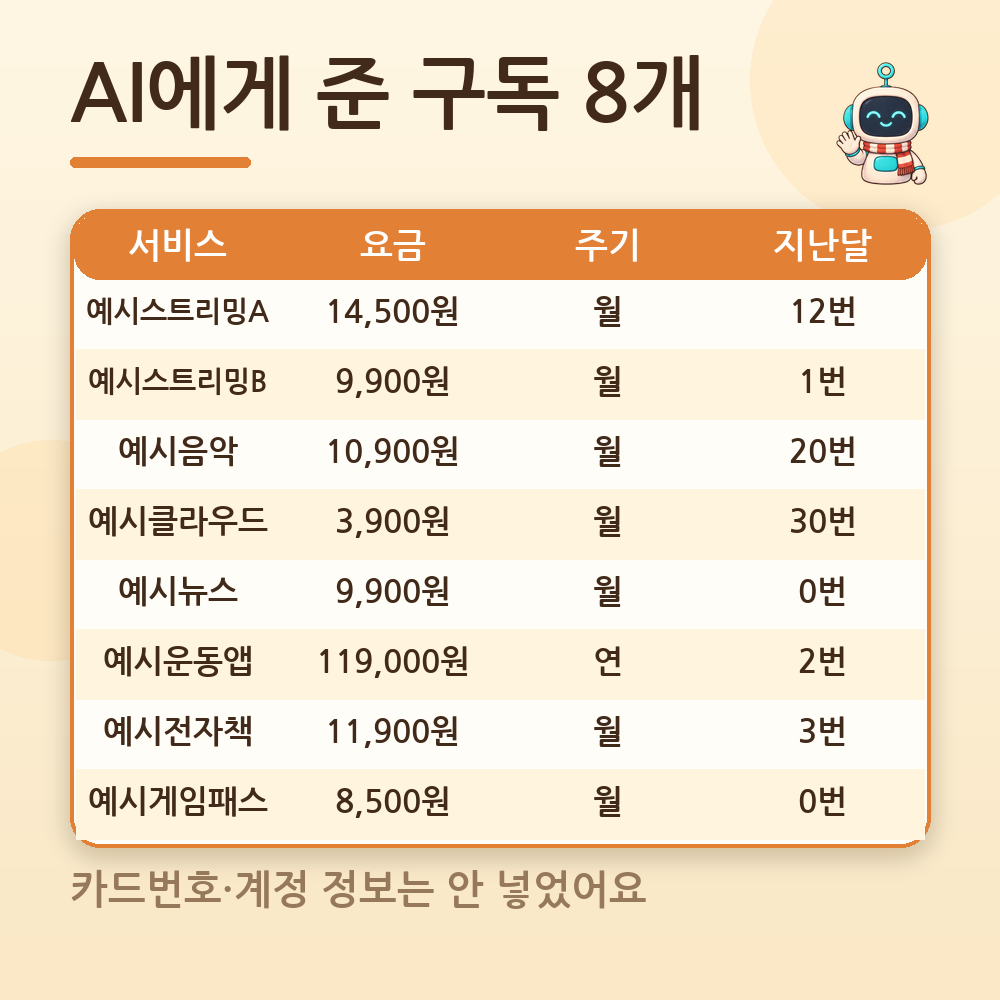 AI에게 준 구독 8개
서비스 요금 주기 지난달
예시스트리밍A 14,500원 월 12번
예시스트리밍B 9,900원 월 1번
예시음악 10,900원 월 20번
예시클라우드 3,900원 월 30번
예시뉴스 9,900원 월 0번
예시운동앱 119,000원 연 2번
예시전자책 11,900원 월 3번
예시게임패스 8,500원 월 0번
카드번호·계정 정보는 안 넣었어요